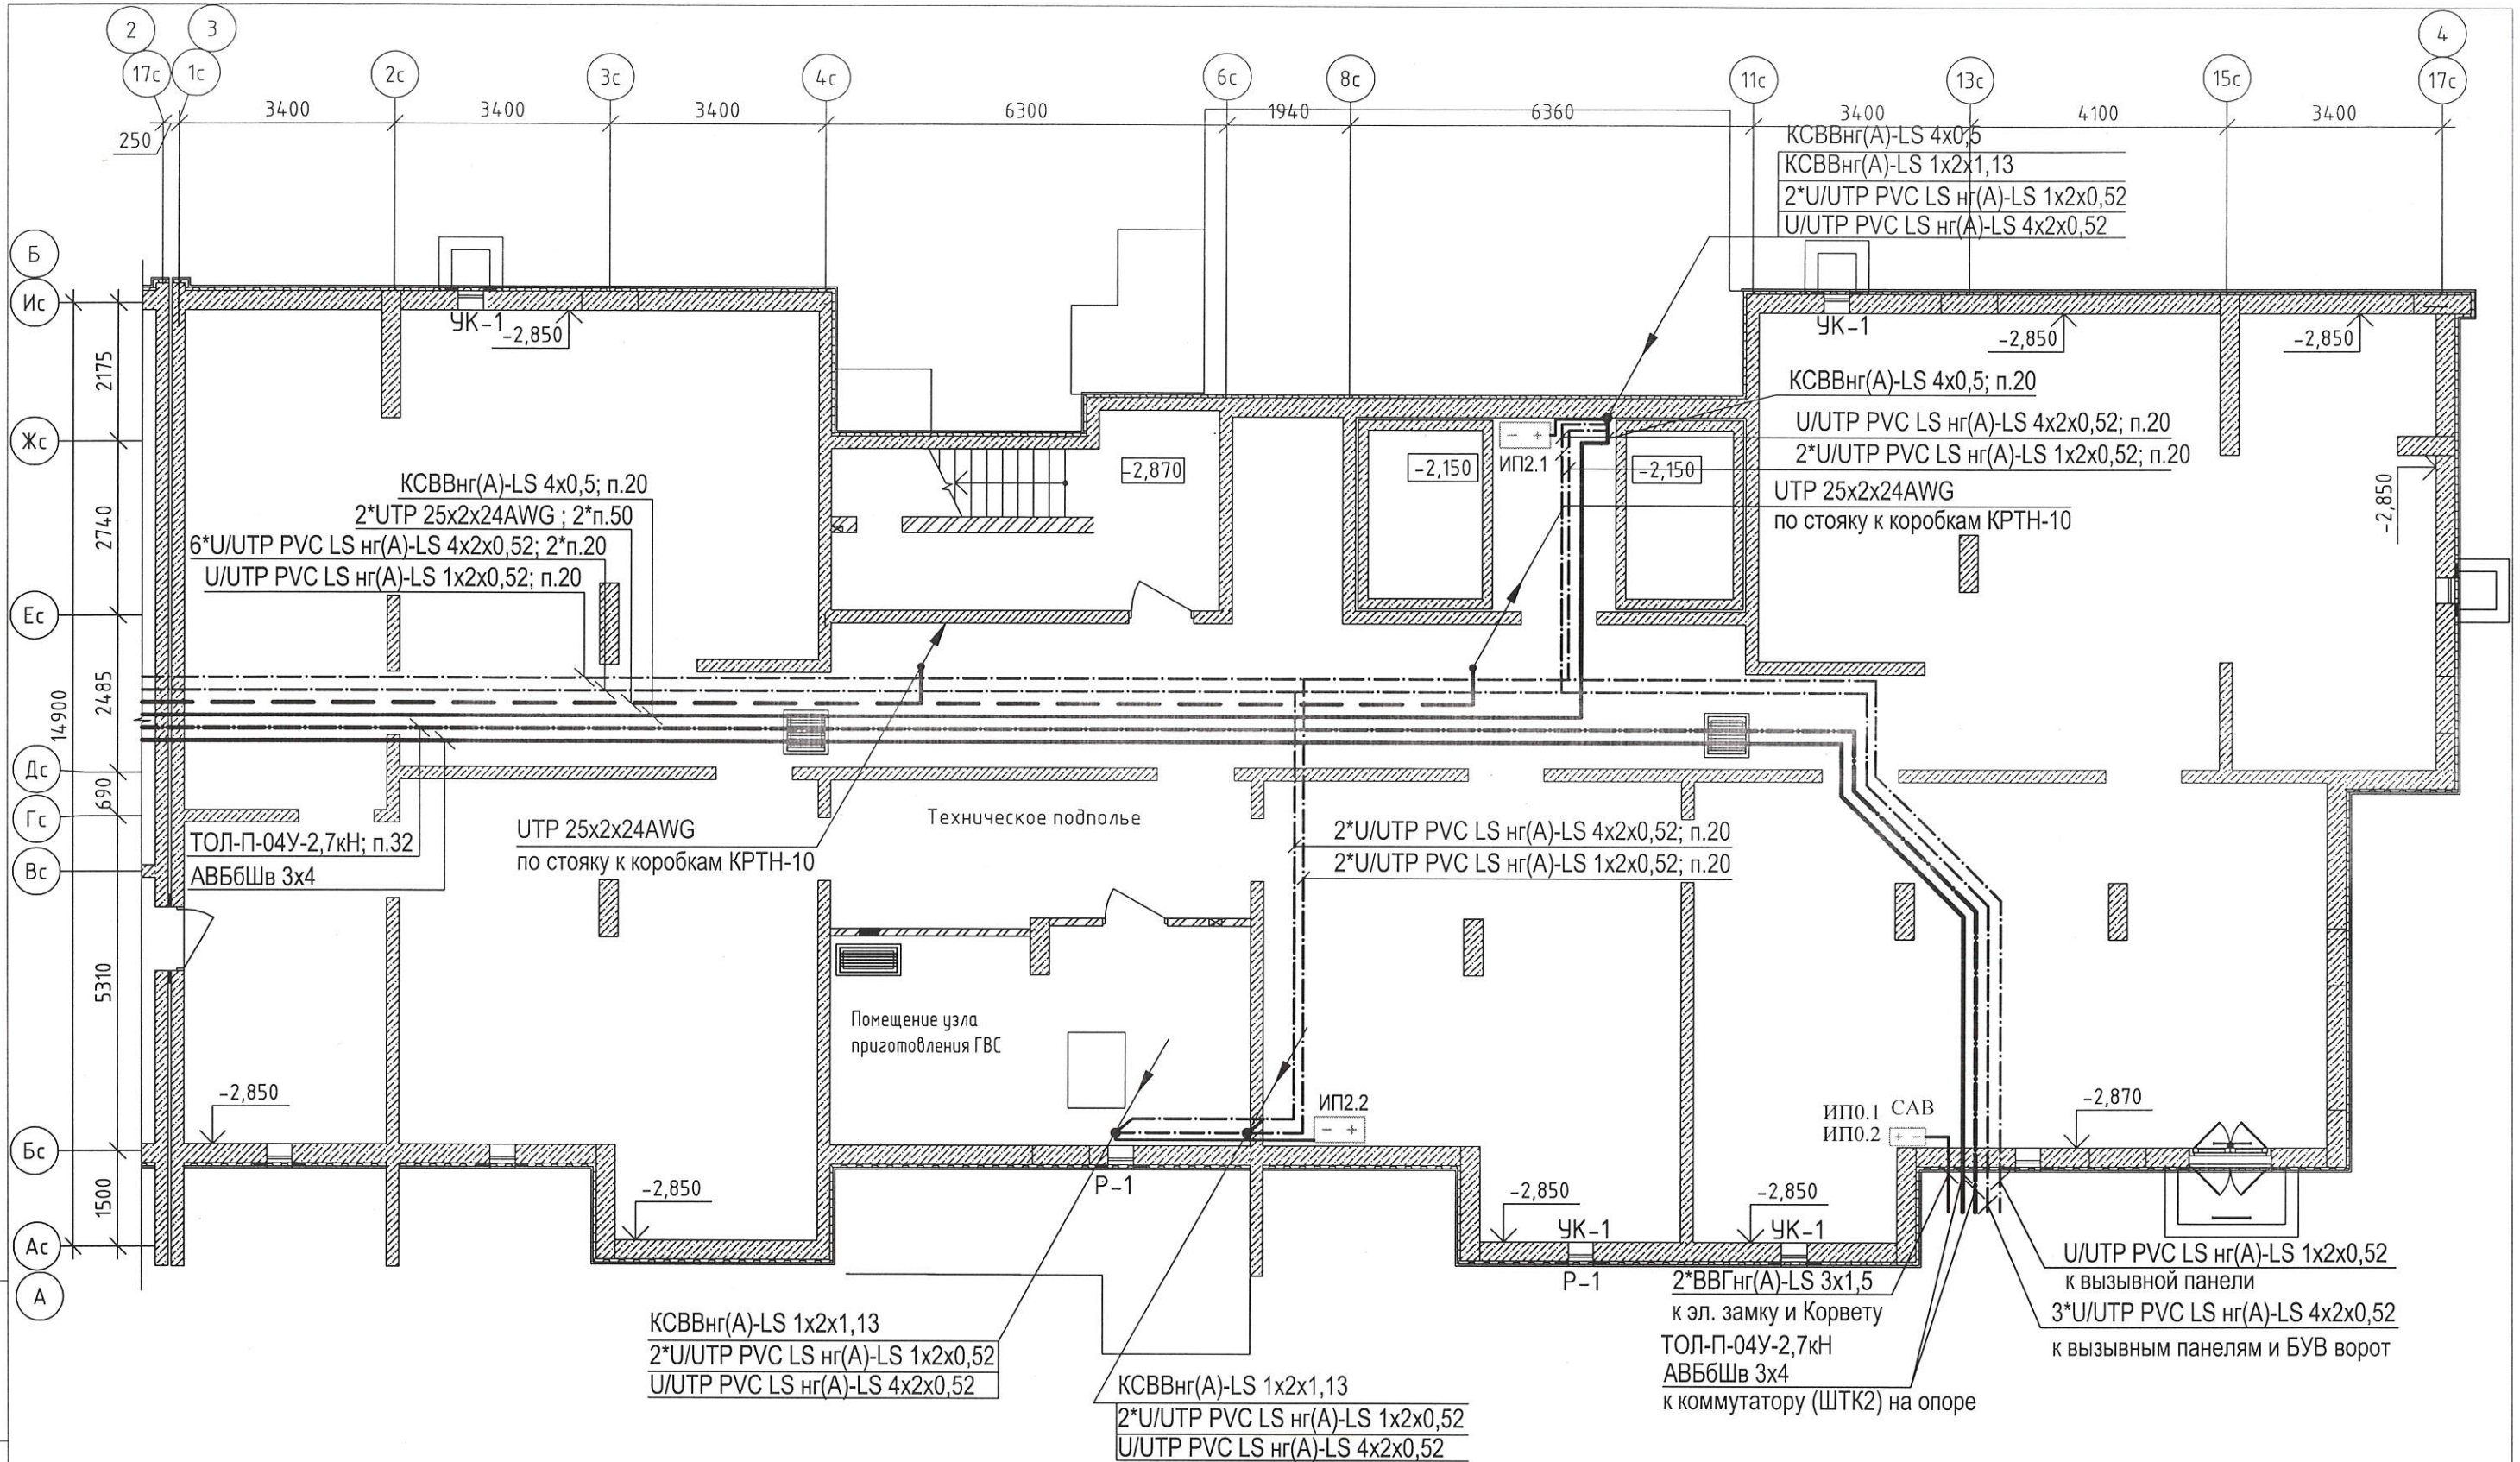 2
3
4
17с
1с
2с
3с
4с
6с
8с
11с
13с
15с
17с
3400
3400
3400
6300
1940
6360
3400
4100
3400
250
КСВВнг(А)-LS 4х0,5
КСВВнг(А)-LS 1х2х1,13
2*U/UTP PVC LS нг(А)-LS 1х2х0,52
U/UTP PVC LS нг(А)-LS 4х2х0,52
Б
Ис
УК-1
-2,850
УК-1
-2,850
-2,850
2175
КСВВнг(А)-LS 4х0,5; п.20
U/UTP PVC LS нг(А)-LS 4х2х0,52; п.20
2*U/UTP PVC LS нг(А)-LS 1х2х0,52; п.20
Жс
- +
ИП2.1
-2,870
-2,150
-2,150
UTP 25х2х24AWG
по стояку к коробкам КРТН-10
-2,850
КСВВнг(А)-LS 4х0,5; п.20
2*UTP 25х2х24AWG ; 2*п.50
6*U/UTP PVC LS нг(А)-LS 4х2х0,52; 2*п.20
U/UTP PVC LS нг(А)-LS 1х2х0,52; п.20
2740
Ес
2485
14900
Дс
690
Гс
Техническое подполье
ТОЛ-П-04У-2,7кН; п.32
АВБбШв 3х4
UTP 25х2х24AWG
по стояку к коробкам КРТН-10
2*U/UTP PVC LS нг(А)-LS 4х2х0,52; п.20
2*U/UTP PVC LS нг(А)-LS 1х2х0,52; п.20
Вс
5310
Помещение узла
приготовления ГВС
-2,850
ИП2.2
- +
ИП0.1 САВ
ИП0.2
+ -
-2,870
Бс
Р-1
1500
-2,850
-2,850
-2,850
УК-1
УК-1
Ас
А
Р-1
2*ВВГнг(А)-LS 3х1,5
к эл. замку и Корвету
ТОЛ-П-04У-2,7кН
АВБбШв 3х4
к коммутатору (ШТК2) на опоре
U/UTP PVC LS нг(А)-LS 1х2х0,52
к вызывной панели
3*U/UTP PVC LS нг(А)-LS 4х2х0,52
к вызывным панелям и БУВ ворот
КСВВнг(А)-LS 1х2х1,13
2*U/UTP PVC LS нг(А)-LS 1х2х0,52
U/UTP PVC LS нг(А)-LS 4х2х0,52
КСВВнг(А)-LS 1х2х1,13
2*U/UTP PVC LS нг(А)-LS 1х2х0,52
U/UTP PVC LS нг(А)-LS 4х2х0,52